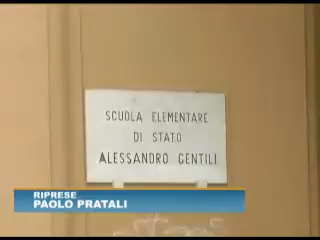 SCUOLA ELEMENTARE
DI STATO
ALESSANDRO GENTILI
RIPRESE
PAOLO PRATALI